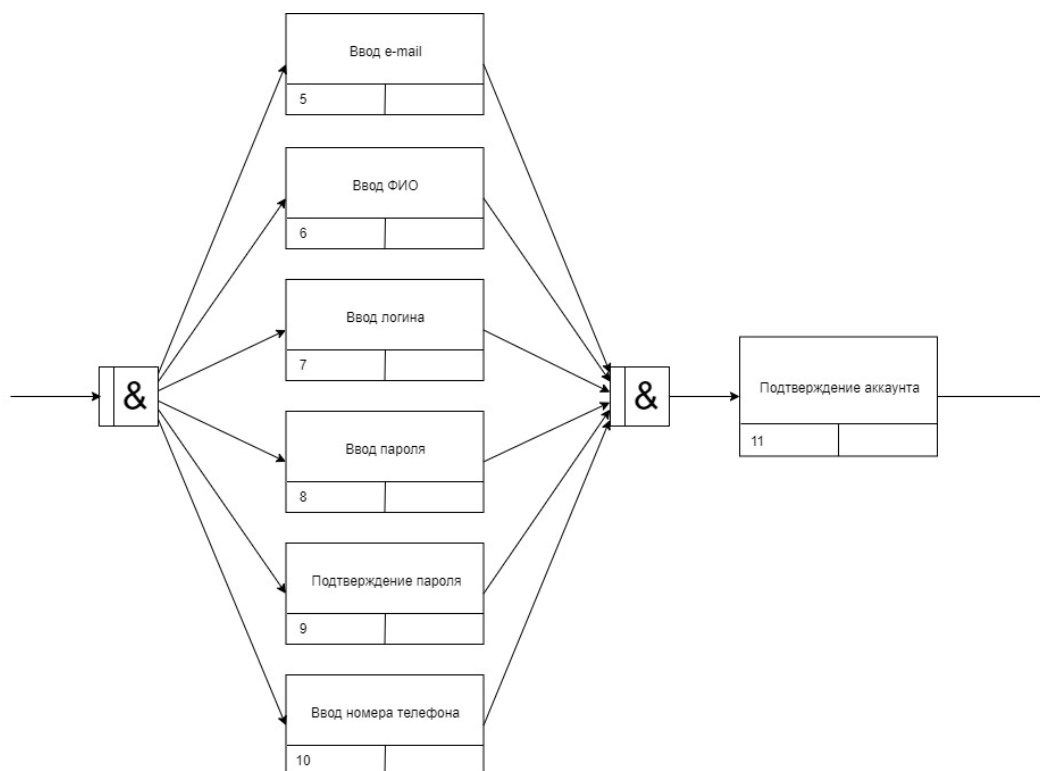 Ввод e-mail
5
Ввод ФИО
6
Ввод логина
7
&
&
Подтверждение аккаунта
11
Ввод пароля
8
Подтверждение пароля
9
Ввод номера телефона
10